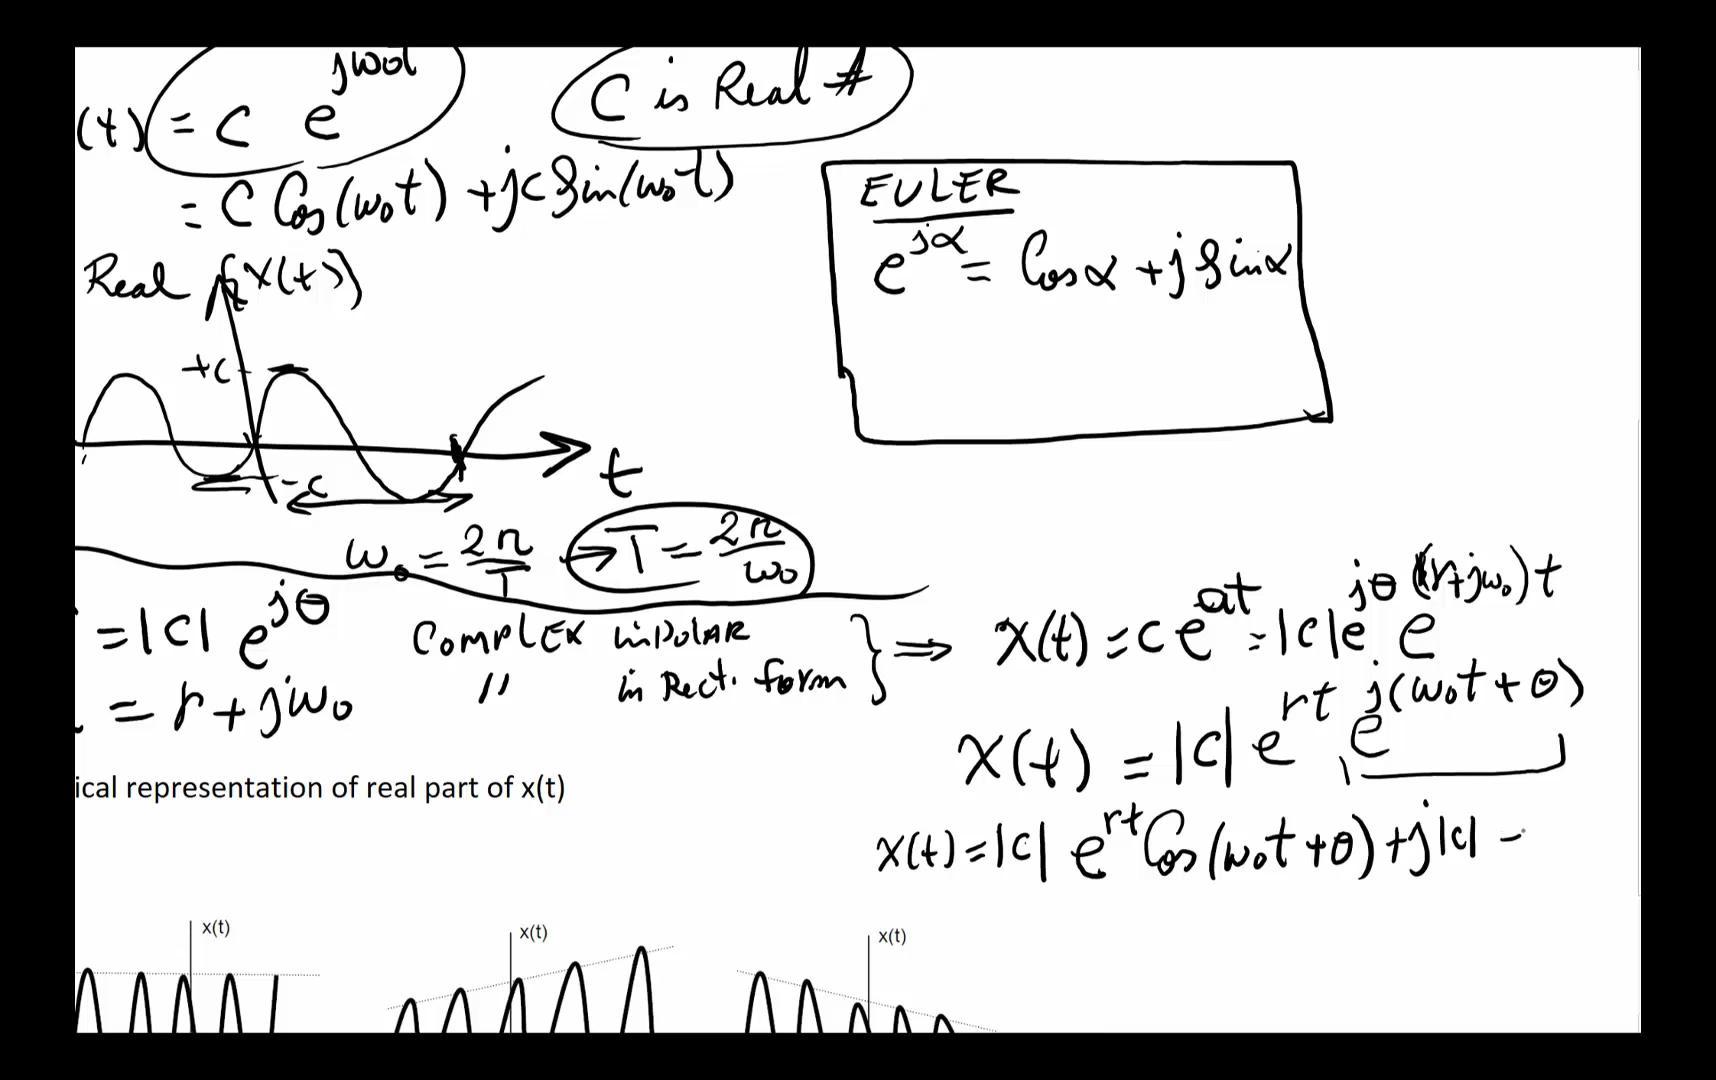 (t) = C e^{jω₀t}
C is Real #
= C Cos(ω₀t) + jC Sin(ω₀t)
EULER
e^{jα} = Cosα + j Sinα
Real {x(t)}
+C
-C
t
ω₀ = 2π/T → T = 2π/ω₀
= |C| e^{jθ} COMPLEX in POLAR
= r + jω₀ " in Rect. form } ⇒
x(t) = C e^{at} = |C| e^{jθ} e^{(r+jω₀)t}
x(t) = |C| e^{rt} e^{j(ω₀t+θ)}
ical representation of real part of x(t)
x(t) = |C| e^{rt} Cos(ω₀t+θ) + j|C|
x(t)
x(t)
x(t)